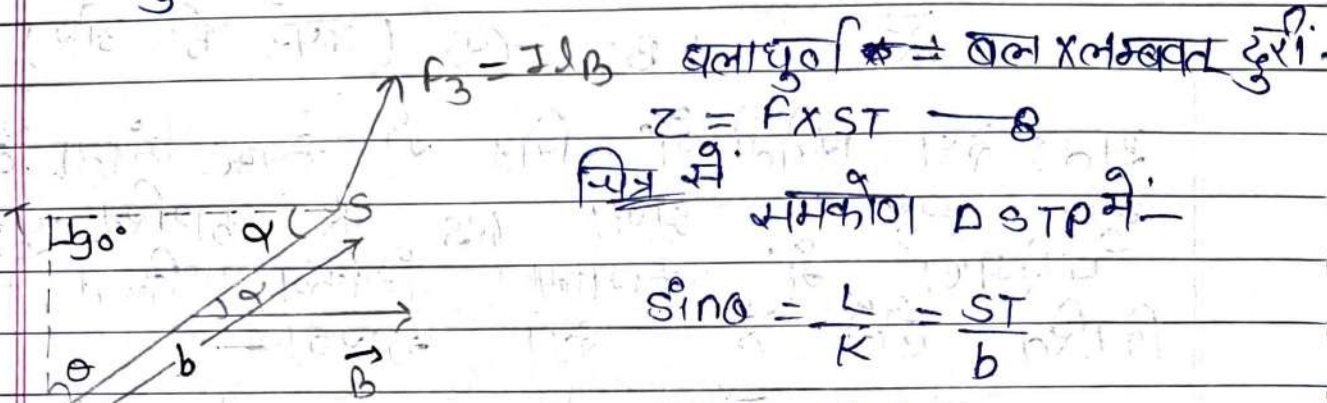 F₃ = IlB बलाघुर्ण = बल x लम्बवत दुरी.
τ = F x ST — ⑧
चित्र से
समकोण Δ STP मे:—
S
90° α
α
sinθ = L/K = ST/b
θ b B⃗